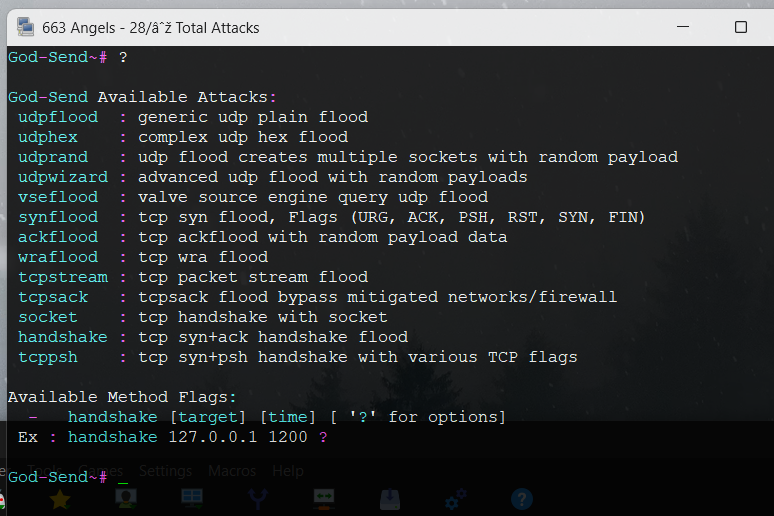 663 Angels - 28/âˆž Total Attacks
God-Send~# ?
God-Send Available Attacks:
udpflood : generic udp plain flood
udphex : complex udp hex flood
udprand : udp flood creates multiple sockets with random payload
udpwizard : advanced udp flood with random payloads
vseflood : valve source engine query udp flood
synflood : tcp syn flood, Flags (URG, ACK, PSH, RST, SYN, FIN)
ackflood : tcp ackflood with random payload data
wraflood : tcp wra flood
tcpstream : tcp packet stream flood
tcpsack : tcpsack flood bypass mitigated networks/firewall
socket : tcp handshake with socket
handshake : tcp syn+ack handshake flood
tcppsh : tcp syn+psh handshake with various TCP flags
Available Method Flags:
- handshake [target] [time] [ '?' for options]
Ex : handshake 127.0.0.1 1200 ?
Tools Games Settings Macros Help
God-Send~# _